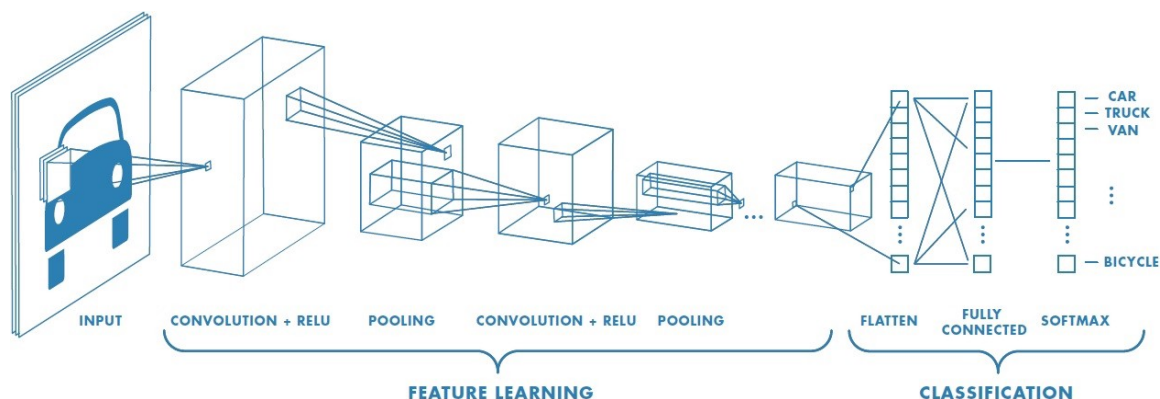 CAR
TRUCK
VAN
BICYCLE
INPUT
CONVOLUTION + RELU
POOLING
CONVOLUTION + RELU
POOLING
FLATTEN
FULLY
CONNECTED
SOFTMAX
FEATURE LEARNING
CLASSIFICATION